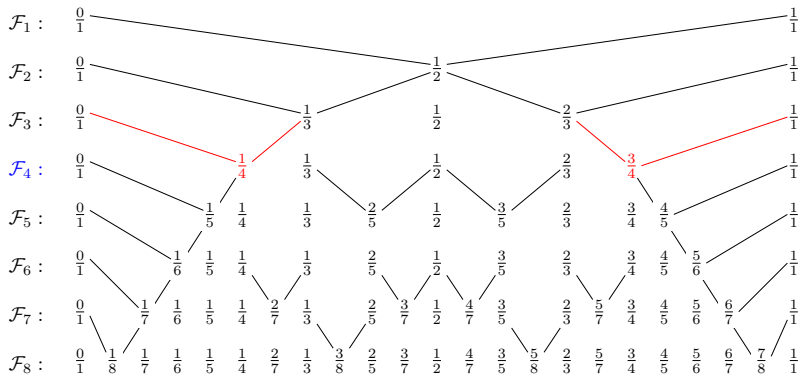 ℱ₁ : 0/1 1/1
ℱ₂ : 0/1 1/2 1/1
ℱ₃ : 0/1 1/3 1/2 2/3 1/1
ℱ₄ : 0/1 1/4 1/3 1/2 2/3 3/4 1/1
ℱ₅ : 0/1 1/5 1/4 1/3 2/5 1/2 3/5 2/3 3/4 4/5 1/1
ℱ₆ : 0/1 1/6 1/5 1/4 1/3 2/5 1/2 3/5 2/3 3/4 4/5 5/6 1/1
ℱ₇ : 0/1 1/7 1/6 1/5 1/4 2/7 1/3 2/5 3/7 1/2 4/7 3/5 2/3 5/7 3/4 4/5 5/6 6/7 1/1
ℱ₈ : 0/1 1/8 1/7 1/6 1/5 1/4 2/7 1/3 3/8 2/5 3/7 1/2 4/7 3/5 5/8 2/3 5/7 3/4 4/5 5/6 6/7 7/8 1/1